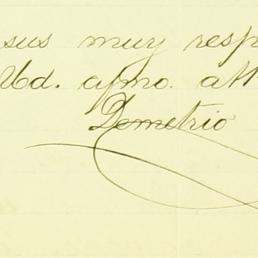 sus muy resp
Ud. afmo. att
Demetrio